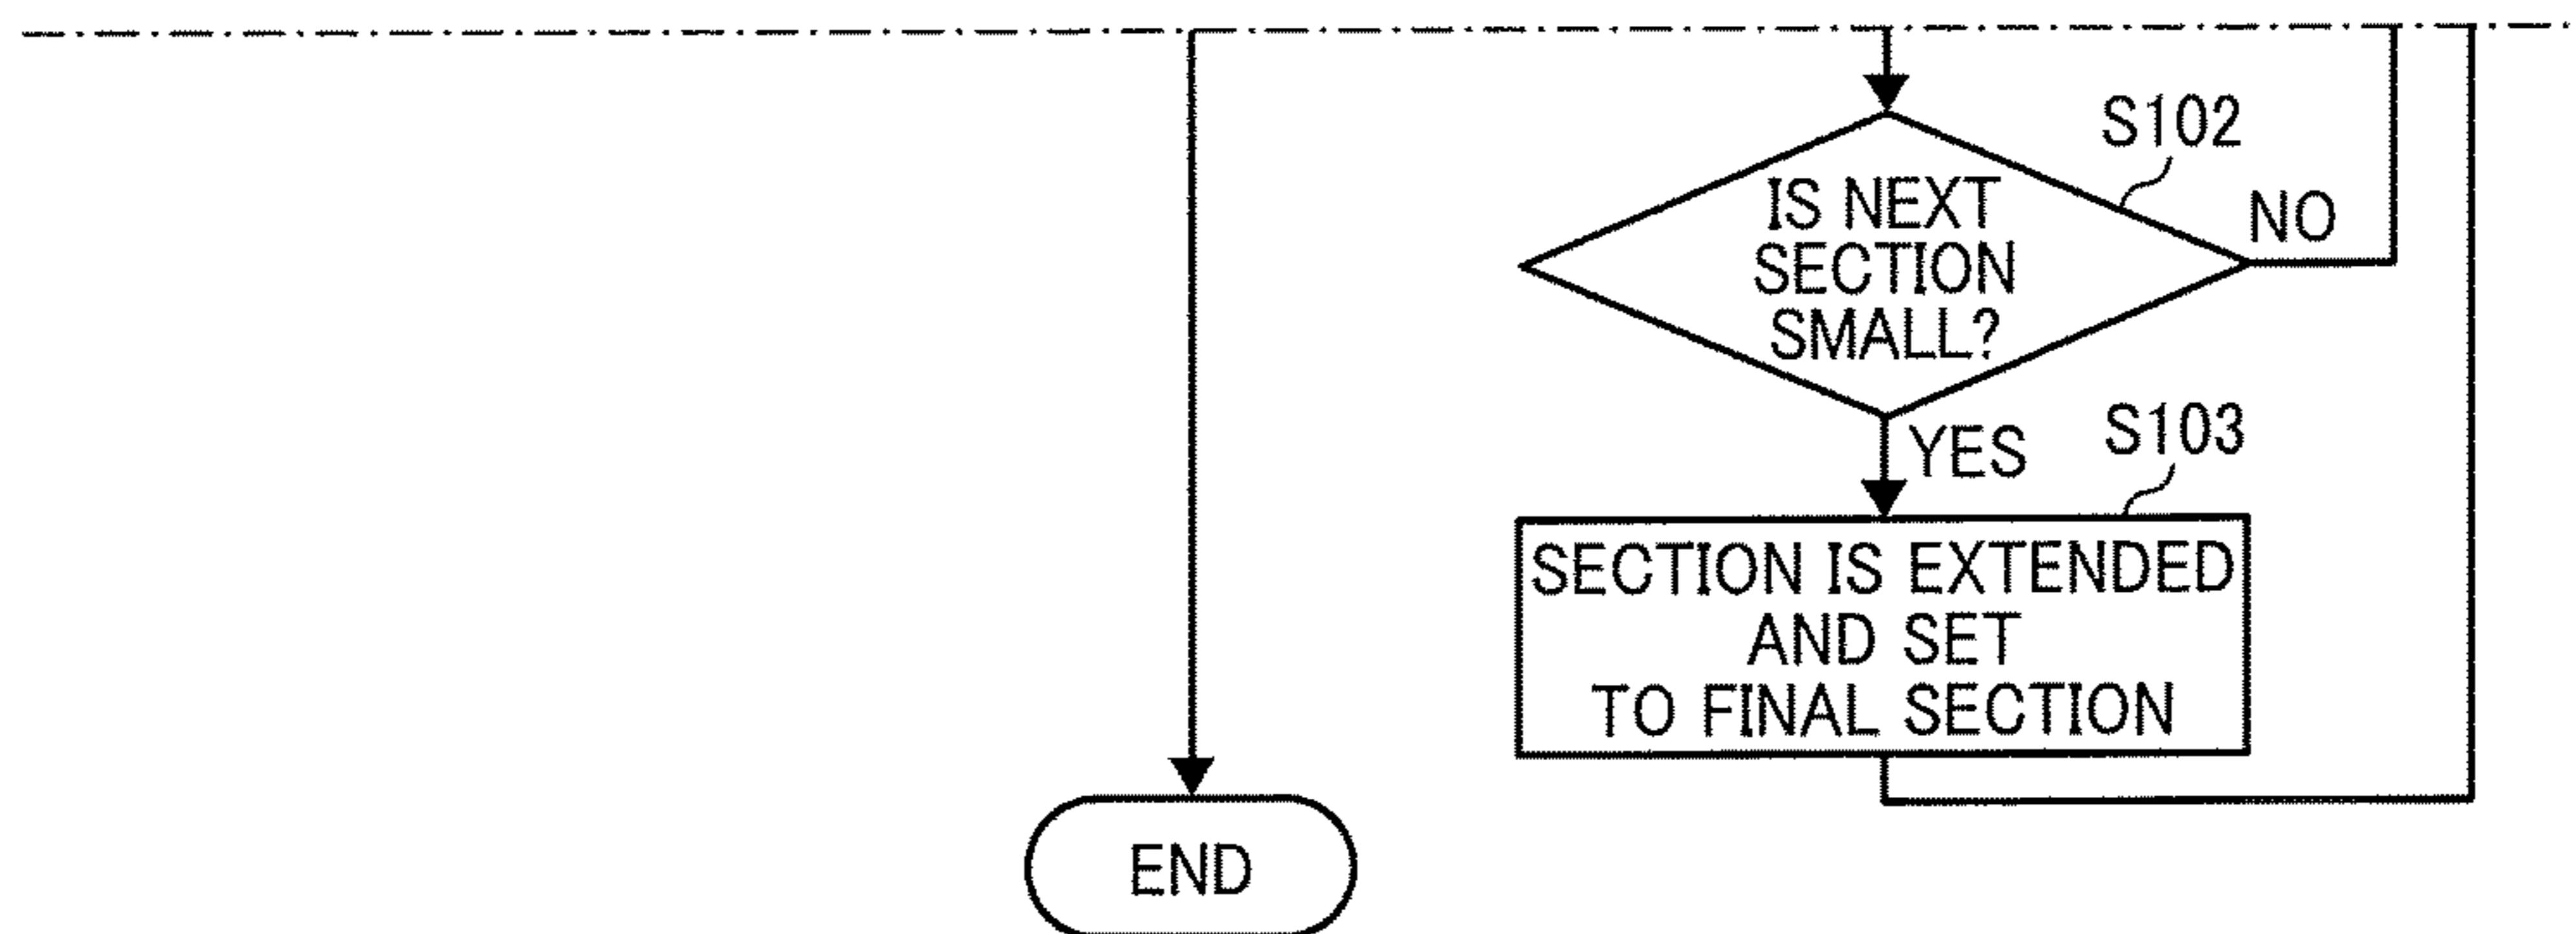 S102
IS NEXT
SECTION
SMALL?
NO
YES
S103
SECTION IS EXTENDED
AND SET
TO FINAL SECTION
END